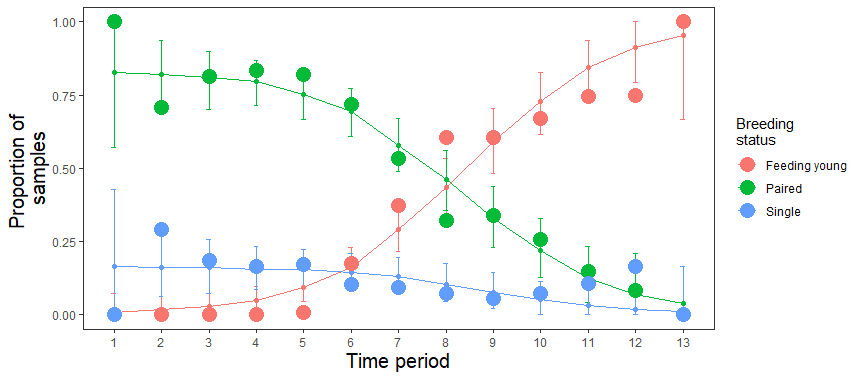 1.00
0.75
0.50
0.25
0.00
Proportion of
samples
1 2 3 4 5 6 7 8 9 10 11 12 13
Time period
Breeding
status
Feeding young
Paired
Single